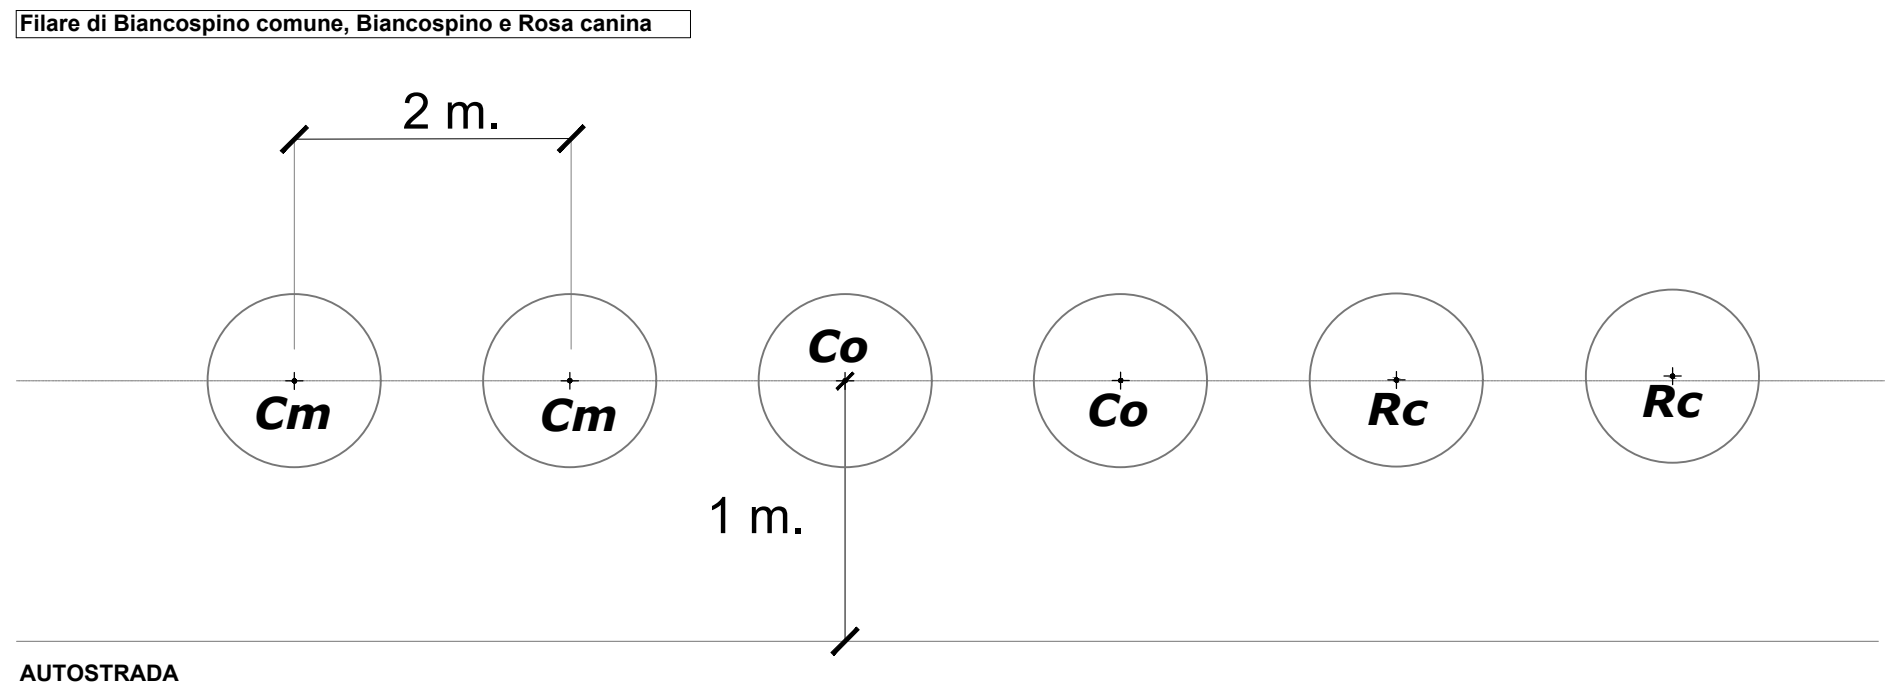 Filare di Biancospino comune, Biancospino e Rosa canina
2 m.
Co
Cm
Cm
Co
Rc
Rc
1 m.
AUTOSTRADA